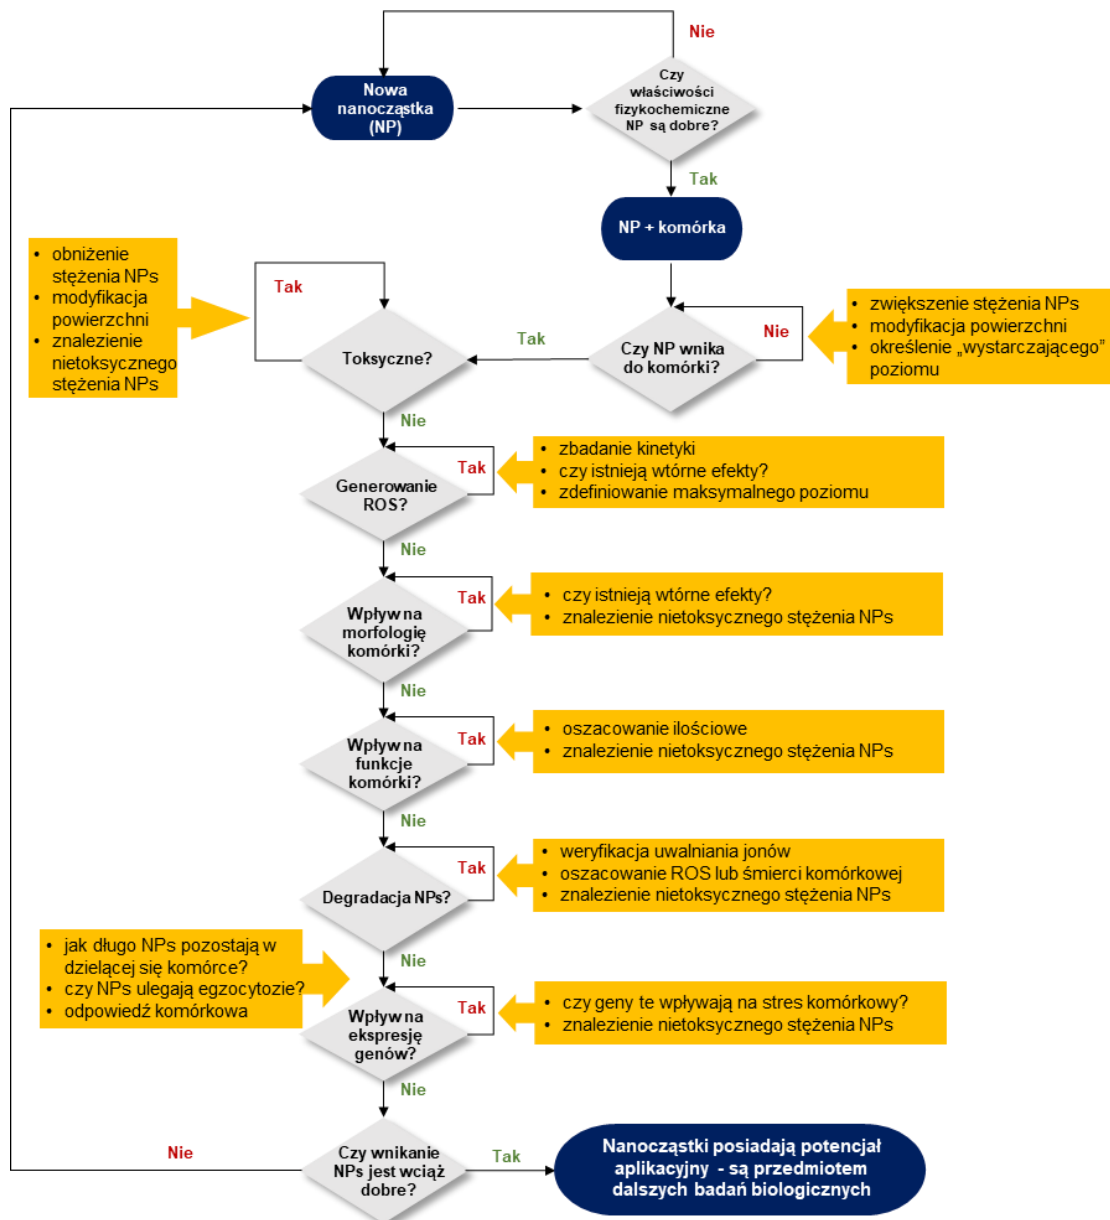 Nie
Czy
właściwości
fizykochemiczne
NP są dobre?
Nowa
nanocząstka
(NP)
Tak
NP + komórka
• obniżenie
stężenia NPs
• modyfikacja
powierzchni
• znalezienie
nietoksycznego
stężenia NPs
Tak
Toksyczne?
Tak
Czy NP wnika
do komórki?
Nie
• zwiększenie stężenia NPs
• modyfikacja powierzchni
• określenie „wystarczającego”
poziomu
Nie
Generowanie
ROS?
Tak
• zbadanie kinetyki
• czy istnieją wtórne efekty?
• zdefiniowanie maksymalnego poziomu
Nie
Wpływ na
morfologię
komórki?
Tak
• czy istnieją wtórne efekty?
• znalezienie nietoksycznego stężenia NPs
Nie
Wpływ na
funkcje
komórki?
Tak
• oszacowanie ilościowe
• znalezienie nietoksycznego stężenia NPs
Nie
Degradacja NPs?
Tak
• weryfikacja uwalniania jonów
• oszacowanie ROS lub śmierci komórkowej
• znalezienie nietoksycznego stężenia NPs
• jak długo NPs pozostają w
dzielącej się komórce?
• czy NPs ulegają egzocytozie?
• odpowiedź komórkowa
Nie
Wpływ na
ekspresję
genów?
Tak
• czy geny te wpływają na stres komórkowy?
• znalezienie nietoksycznego stężenia NPs
Nie
Nie
Czy wnikanie
NPs jest wciąż
dobre?
Tak
Nanocząstki posiadają potencjał
aplikacyjny - są przedmiotem
dalszych badań biologicznych